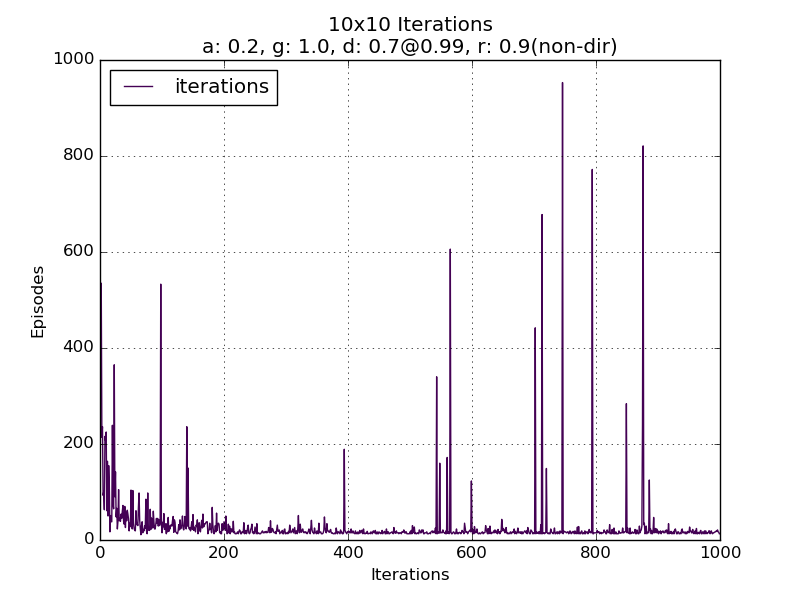 10x10 Iterations
a: 0.2, g: 1.0, d: 0.7@0.99, r: 0.9(non-dir)
1000
iterations
800
600
Episodes
400
200
0
0 200 400 600 800 1000
Iterations